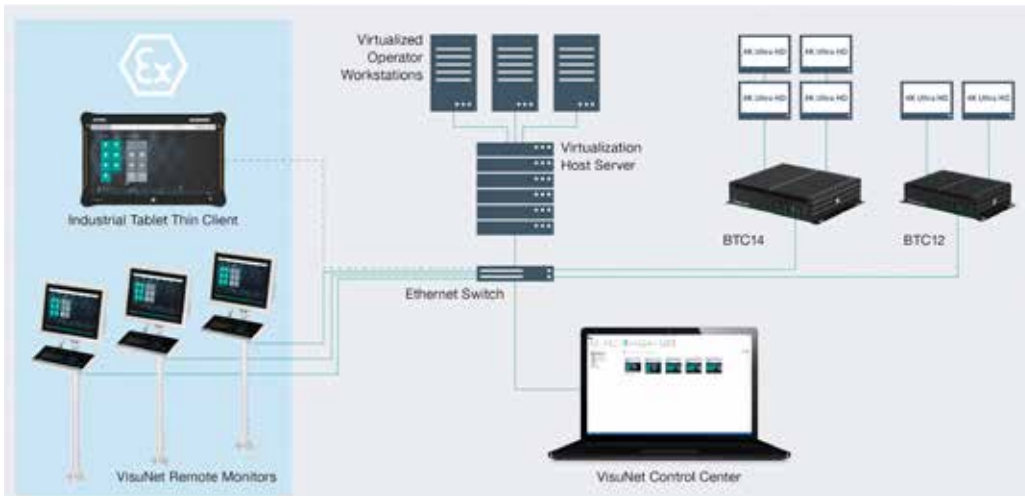 Ex
Virtualized
Operator
Workstations
4K Ultra HD
4K Ultra HD
4K Ultra HD
4K Ultra HD
4K Ultra HD
4K Ultra HD
Virtualization
Host Server
Industrial Tablet Thin Client
BTC14
BTC12
Ethernet Switch
VisuNet Remote Monitors
VisuNet Control Center